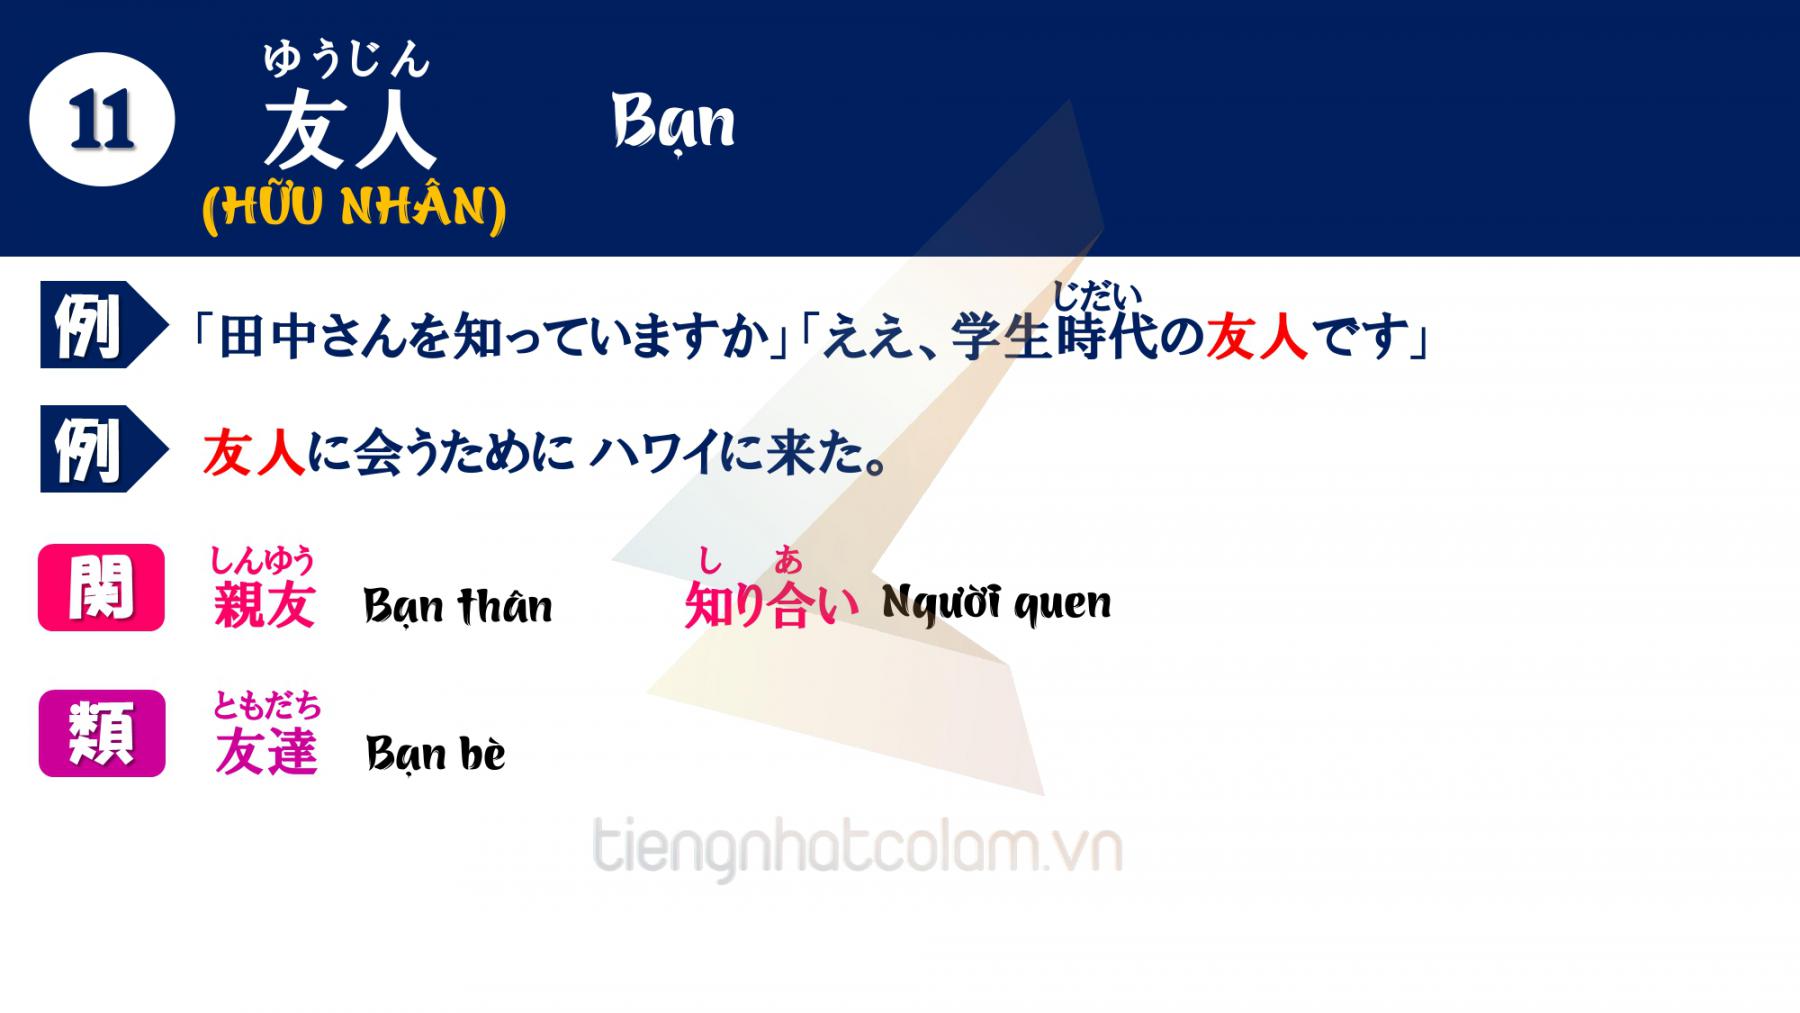 ゆうじん
11 友人 Bạn
(HỮU NHÂN)
じだい
例 「田中さんを知っていますか」「ええ、学生時代の友人です」
例 友人に会うために ハワイに来た。
しんゆう し あ
関 親友 Bạn thân 知り合い Người quen
ともだち
類 友達 Bạn bè
tiengnhatcolam.vn